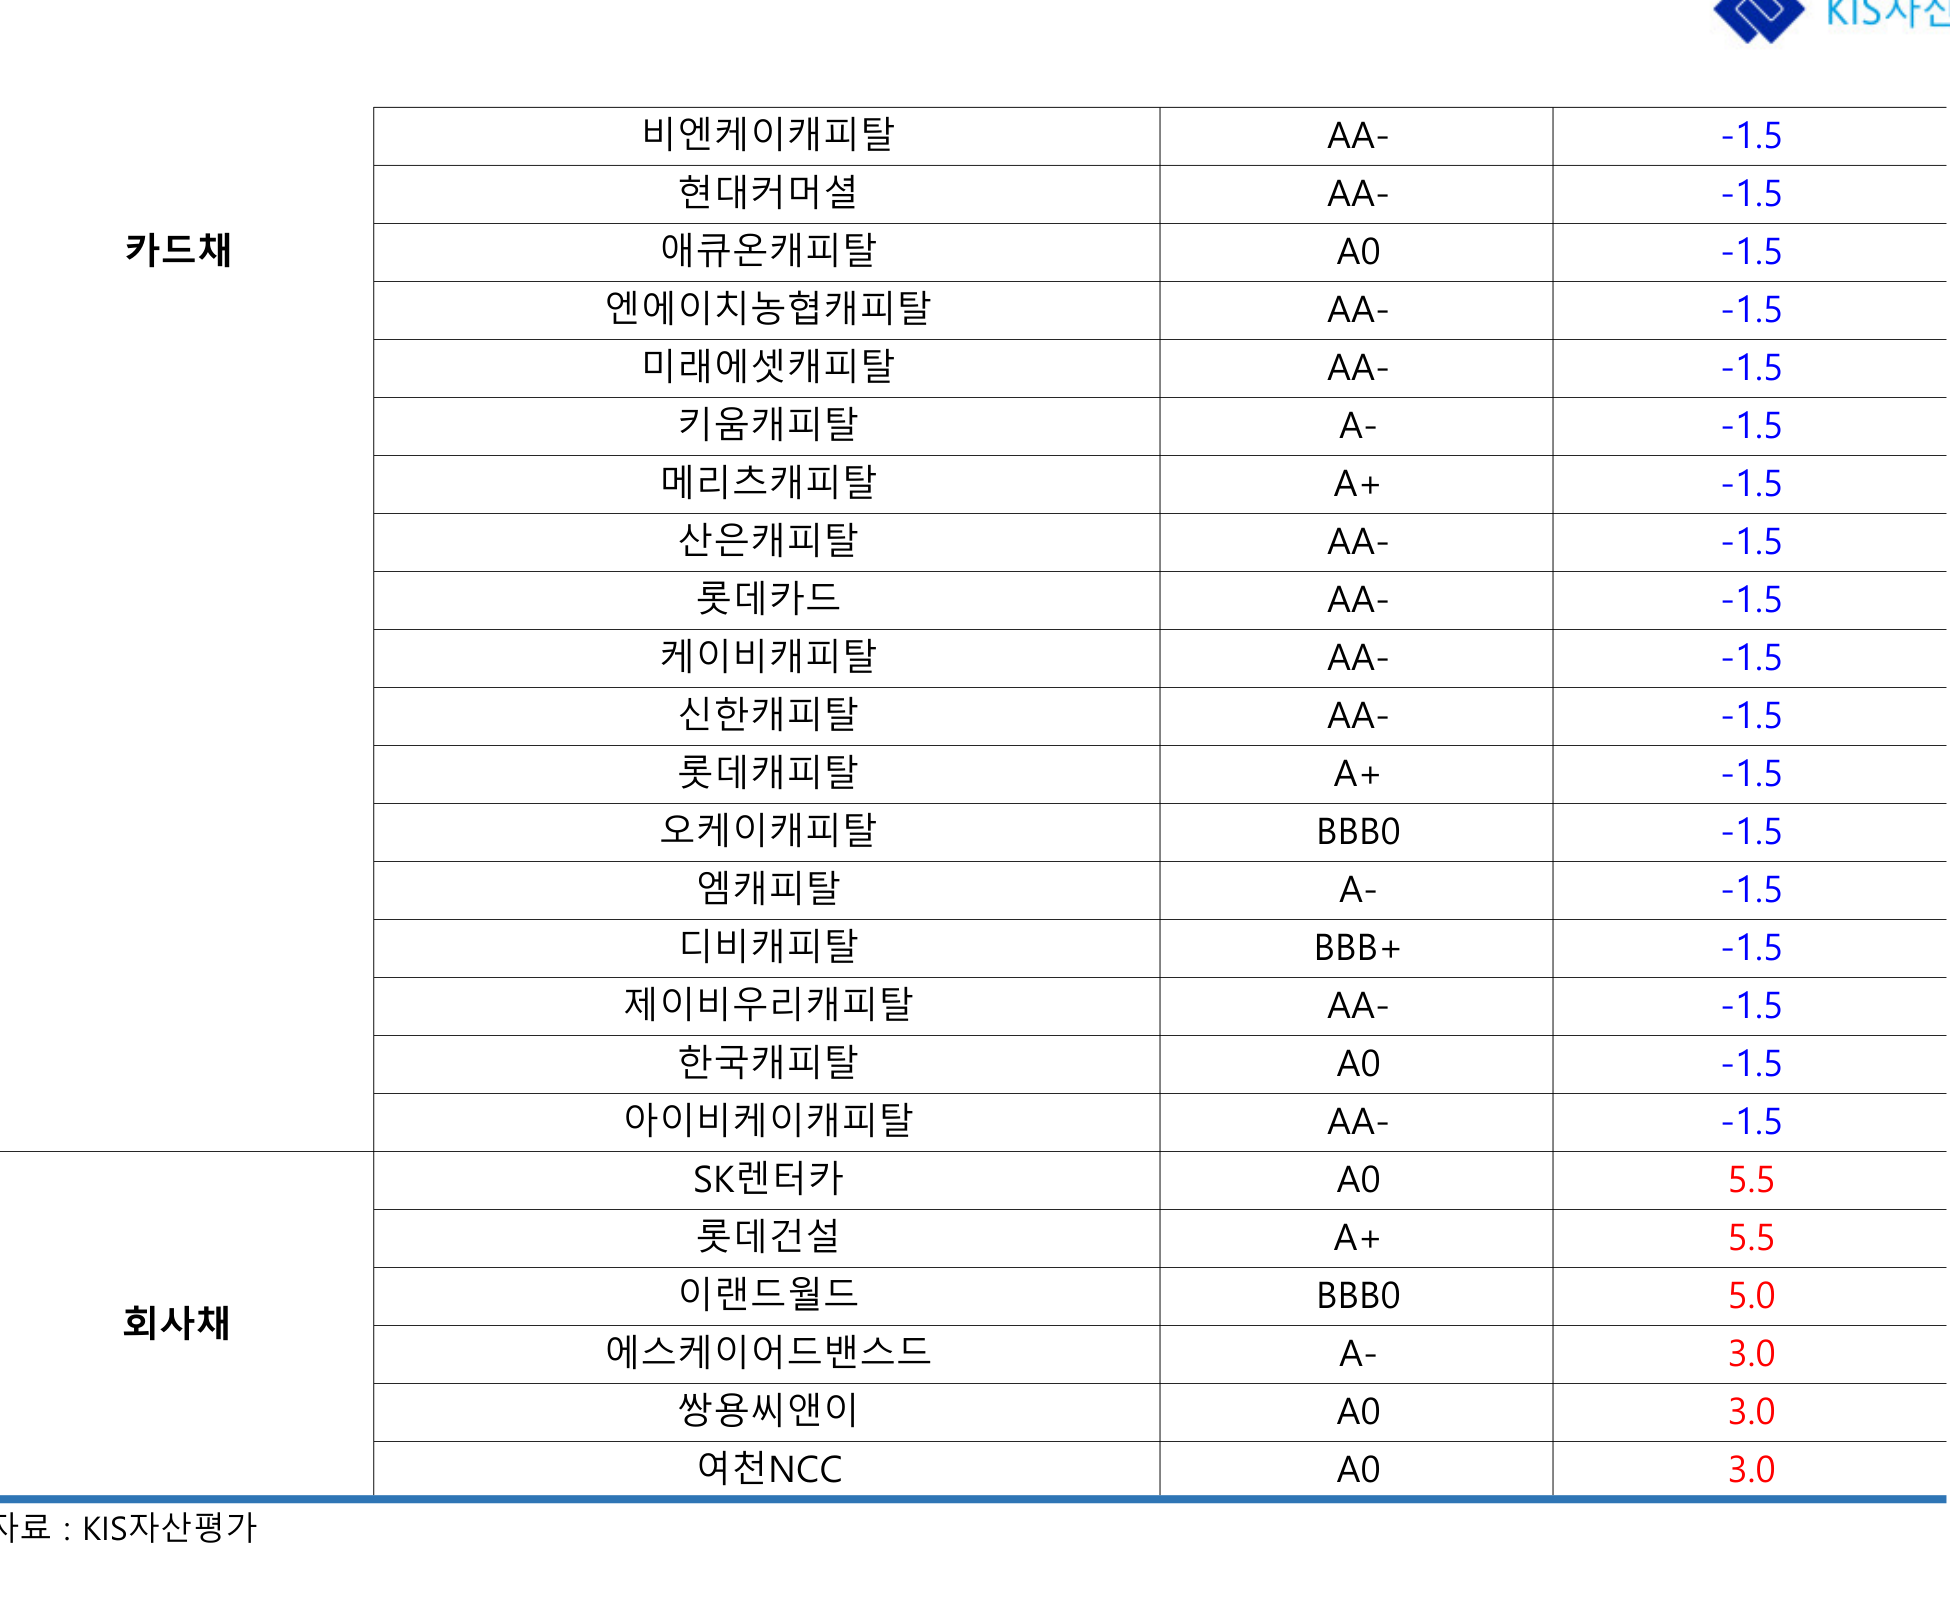 KIS자산
비엔케이캐피탈 AA- -1.5
현대커머셜 AA- -1.5
카드채 애큐온캐피탈 A0 -1.5
엔에이치농협캐피탈 AA- -1.5
미래에셋캐피탈 AA- -1.5
키움캐피탈 A- -1.5
메리츠캐피탈 A+ -1.5
산은캐피탈 AA- -1.5
롯데카드 AA- -1.5
케이비캐피탈 AA- -1.5
신한캐피탈 AA- -1.5
롯데캐피탈 A+ -1.5
오케이캐피탈 BBB0 -1.5
엠캐피탈 A- -1.5
디비캐피탈 BBB+ -1.5
제이비우리캐피탈 AA- -1.5
한국캐피탈 A0 -1.5
아이비케이캐피탈 AA- -1.5
SK렌터카 A0 5.5
롯데건설 A+ 5.5
이랜드월드 BBB0 5.0
회사채
에스케이어드밴스드 A- 3.0
쌍용씨앤이 A0 3.0
여천NCC A0 3.0
자료 : KIS자산평가